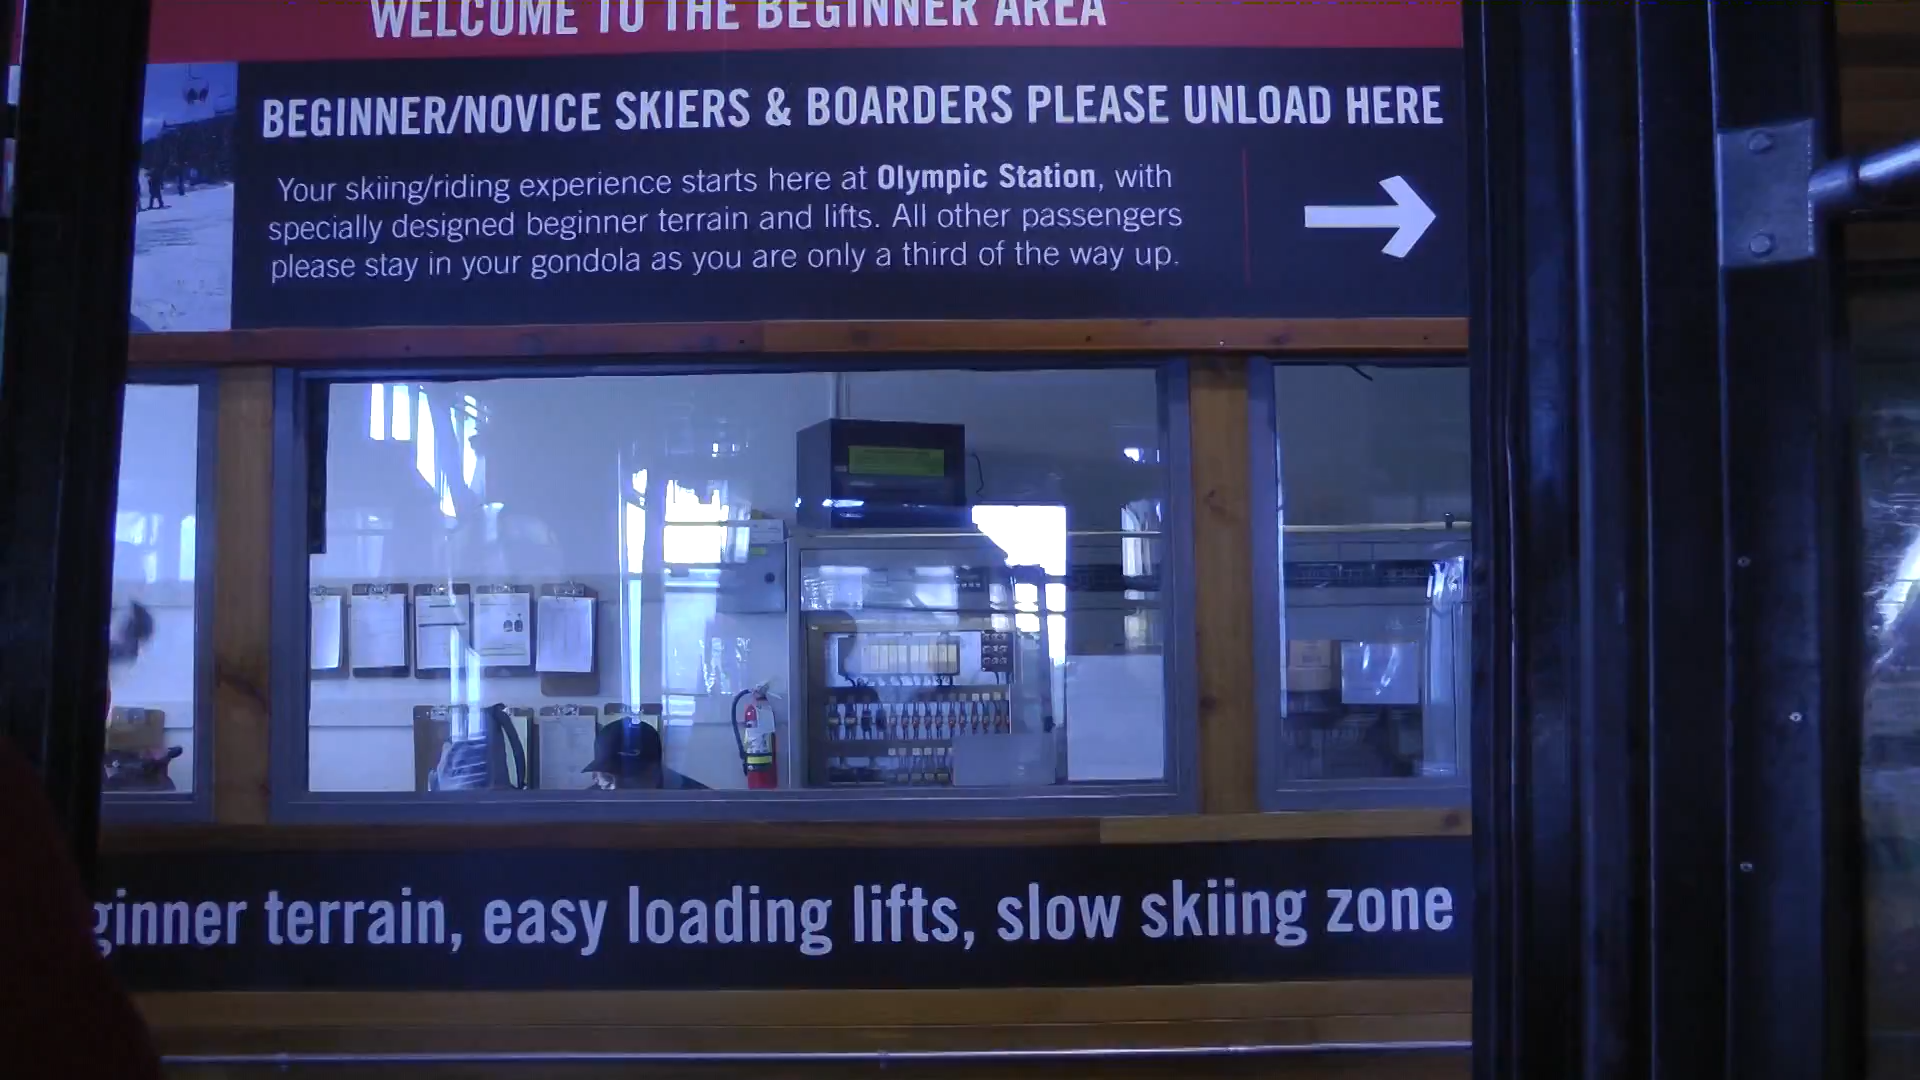 WELCOME TO THE BEGINNER AREA
BEGINNER/NOVICE SKIERS & BOARDERS PLEASE UNLOAD HERE
Your skiing/riding experience starts here at Olympic Station, with
specially designed beginner terrain and lifts. All other passengers
please stay in your gondola as you are only a third of the way up.
ginner terrain, easy loading lifts, slow skiing zone